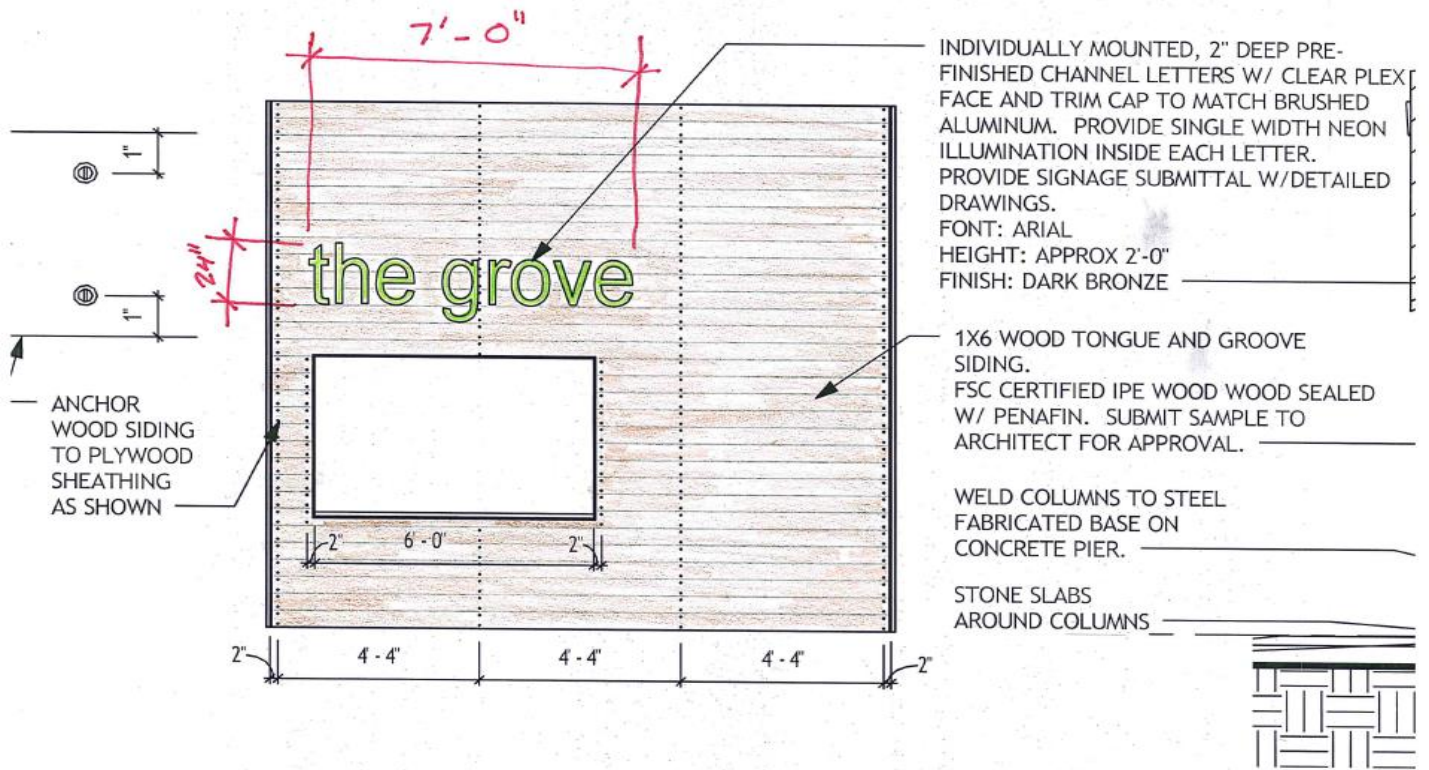 7'-0"
INDIVIDUALLY MOUNTED, 2" DEEP PRE-
FINISHED CHANNEL LETTERS W/ CLEAR PLEX
FACE AND TRIM CAP TO MATCH BRUSHED
ALUMINUM. PROVIDE SINGLE WIDTH NEON
ILLUMINATION INSIDE EACH LETTER.
PROVIDE SIGNAGE SUBMITTAL W/DETAILED
DRAWINGS.
FONT: ARIAL
HEIGHT: APPROX 2'-0"
FINISH: DARK BRONZE
1"
1"
24"
the grove
1X6 WOOD TONGUE AND GROOVE
SIDING.
FSC CERTIFIED IPE WOOD WOOD SEALED
W/ PENAFIN. SUBMIT SAMPLE TO
ARCHITECT FOR APPROVAL.
ANCHOR
WOOD SIDING
TO PLYWOOD
SHEATHING
AS SHOWN
WELD COLUMNS TO STEEL
FABRICATED BASE ON
CONCRETE PIER.
STONE SLABS
AROUND COLUMNS
2" 6' - 0" 2"
2" 4' - 4" 4' - 4" 4' - 4" 2"